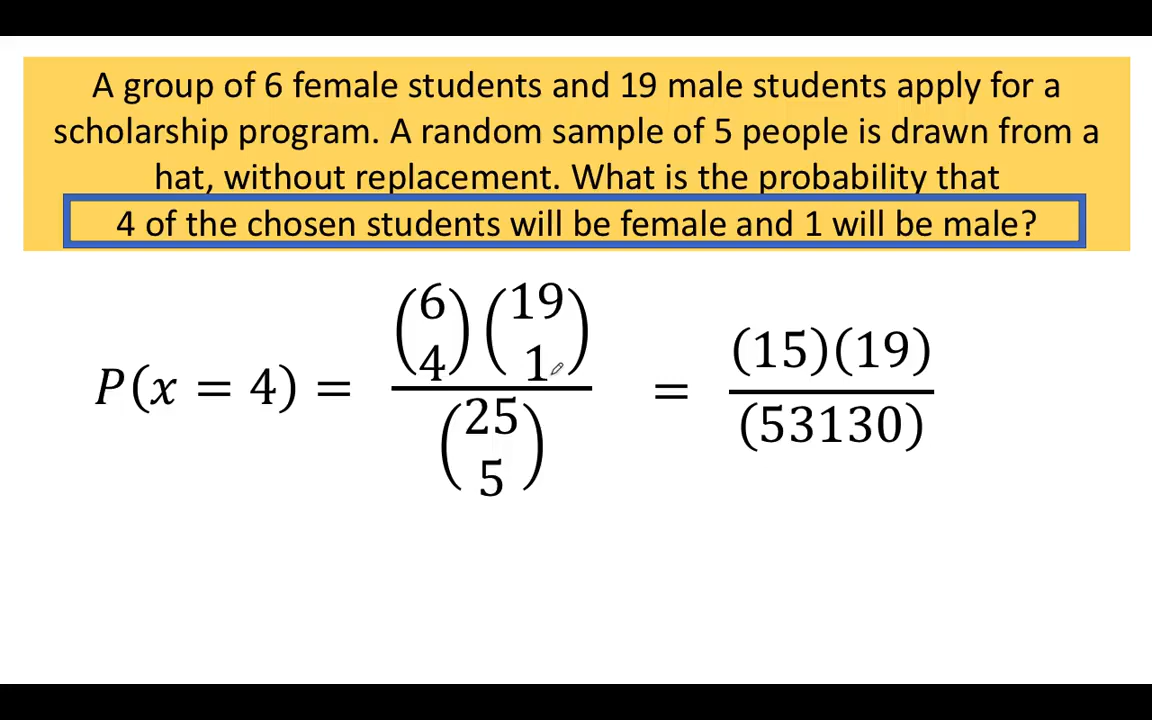 A group of 6 female students and 19 male students apply for a
scholarship program. A random sample of 5 people is drawn from a
hat, without replacement. What is the probability that
4 of the chosen students will be female and 1 will be male?
P(x = 4) = (6 4)(19 1) / (25 5) = (15)(19) / (53130)